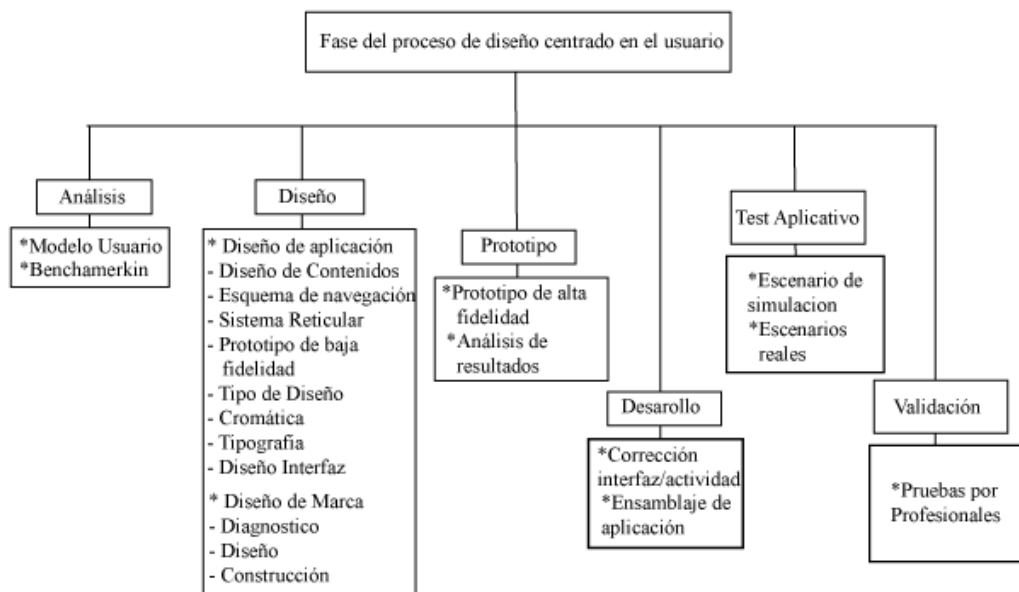 Fase del proceso de diseño centrado en el usuario
Análisis
*Modelo Usuario
*Benchamerkin
Diseño
* Diseño de aplicación
- Diseño de Contenidos
- Esquema de navegación
- Sistema Reticular
- Prototipo de baja
fidelidad
- Tipo de Diseño
- Cromática
- Tipografía
- Diseño Interfaz
* Diseño de Marca
- Diagnostico
- Diseño
- Construcción
Prototipo
*Prototipo de alta
fidelidad
*Análisis de
resultados
Desarollo
*Corrección
interfaz/actividad
*Ensamblaje de
aplicación
Test Aplicativo
*Escenario de
simulacion
*Escenarios
reales
Validación
*Pruebas por
Profesionales